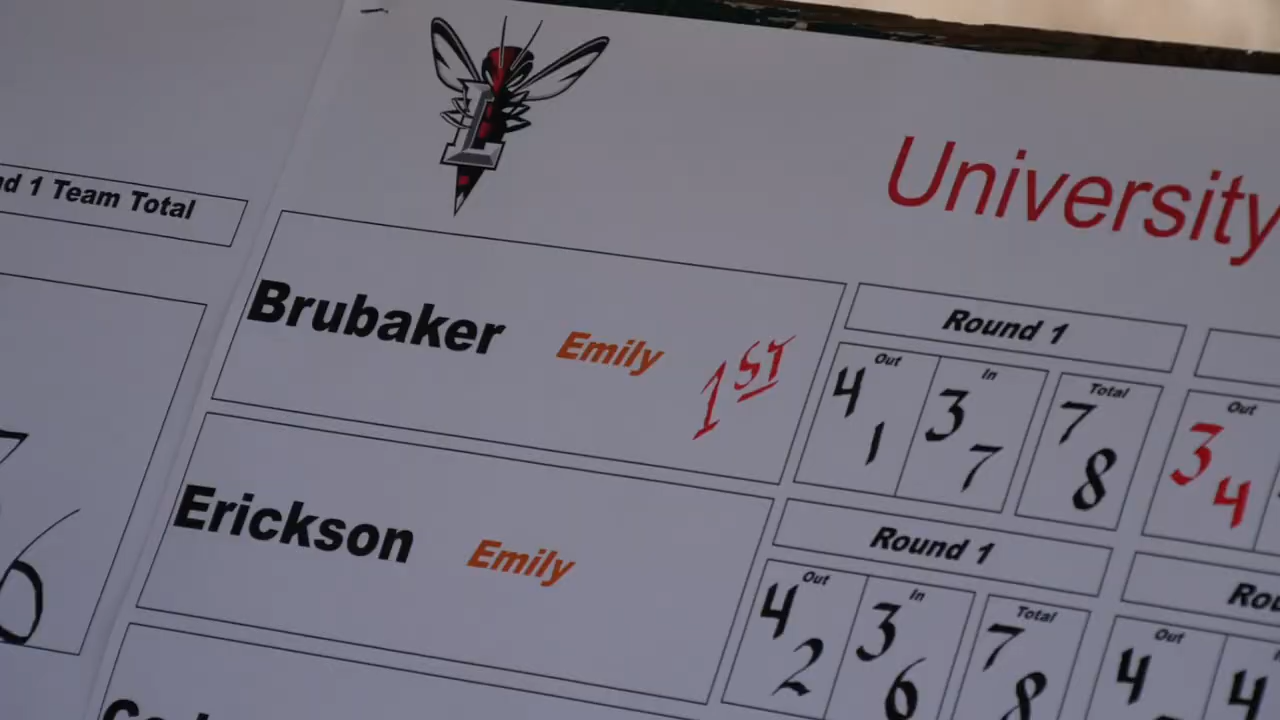 d 1 Team Total
6
L
University
Brubaker Emily 1ST
Round 1
Out In Total
41 37 78
Out
34
Erickson Emily
Round 1
Out In Total
42 36 78
Out
4 4